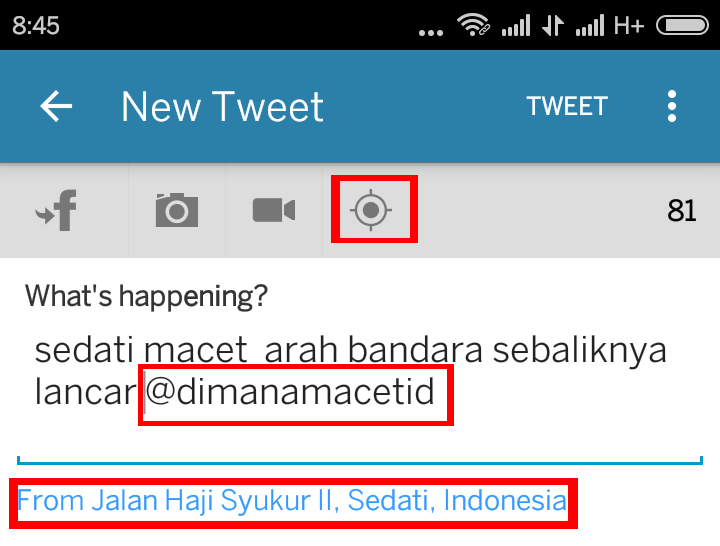 8:45
H+
New Tweet
TWEET
81
What's happening?
sedati macet arah bandara sebaliknya
lancar @dimanamacetid
From Jalan Haji Syukur II, Sedati, Indonesia